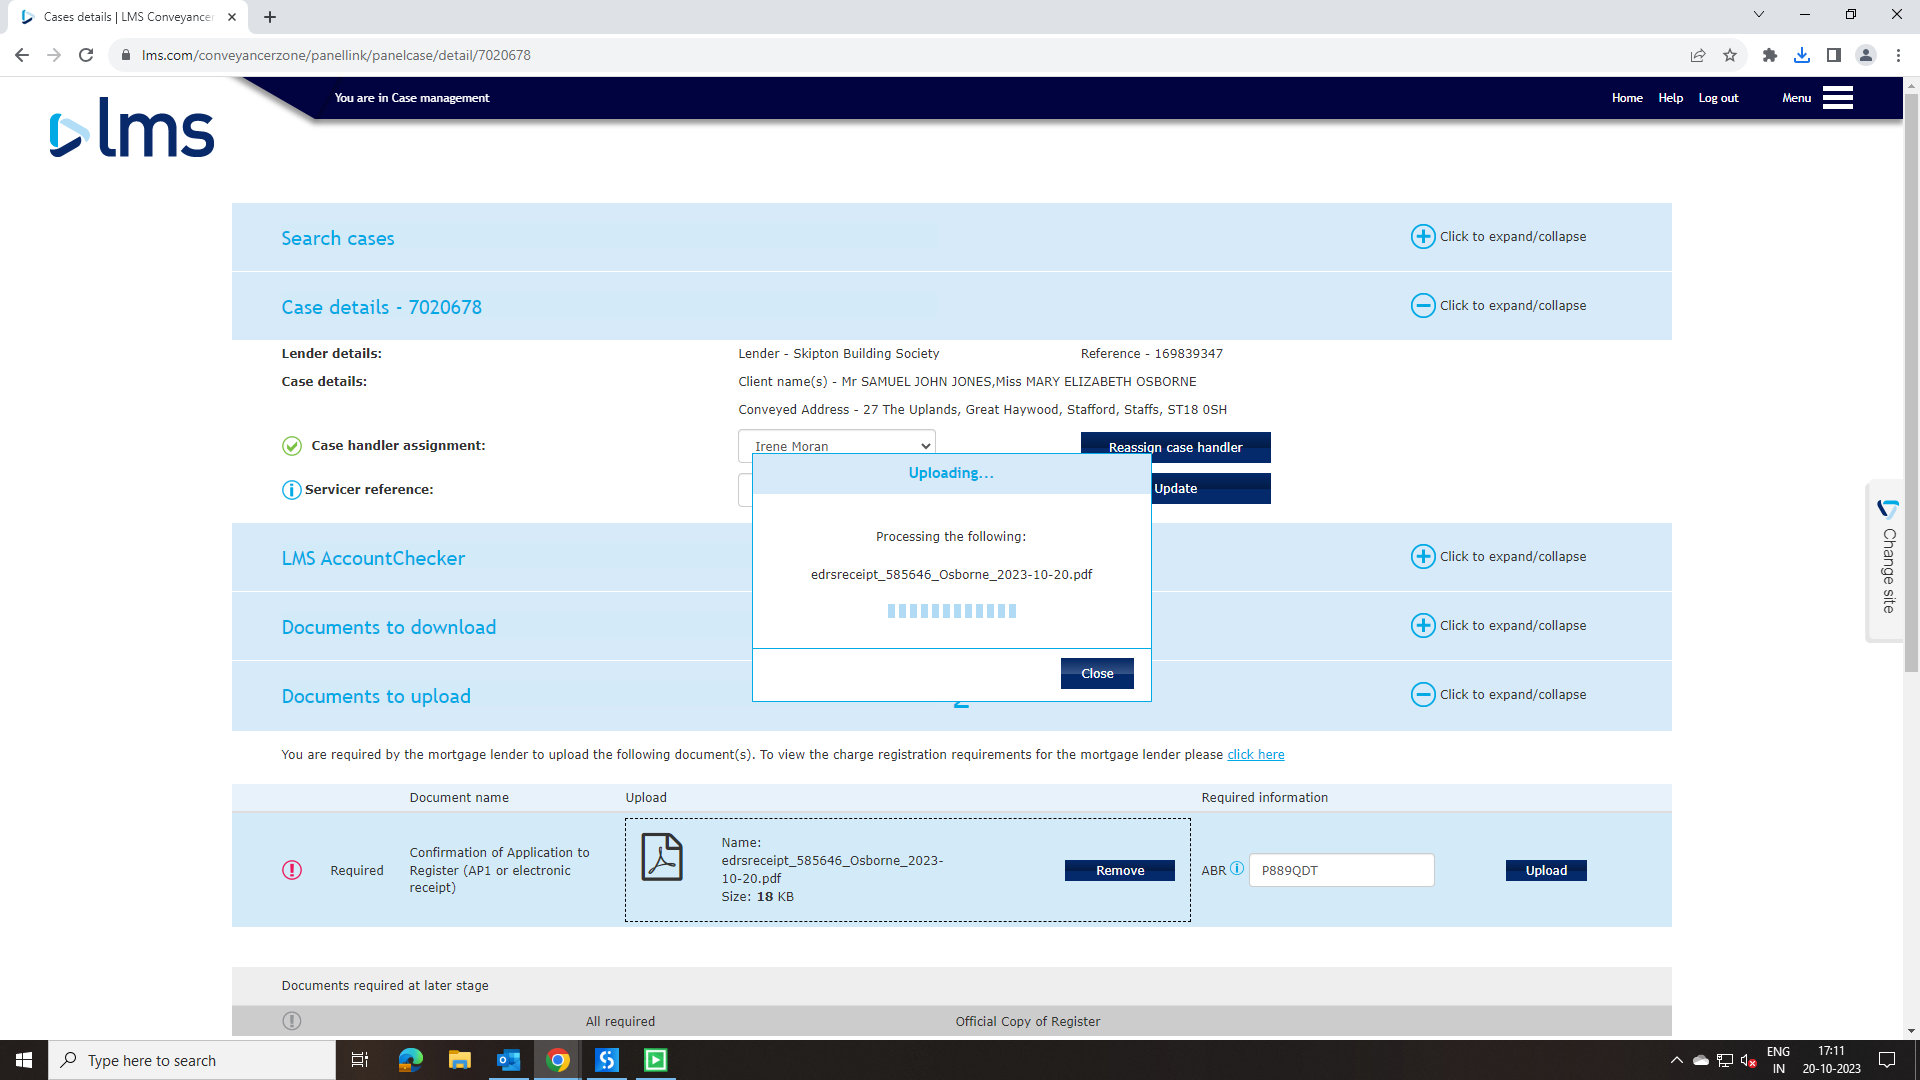 Cases details | LMS Conveyancer
lms.com/conveyancerzone/panellink/panelcase/detail/7020678
You are in Case management
Home
Help
Log out
Menu
lms
Search cases
Click to expand/collapse
Case details - 7020678
Click to expand/collapse
Lender details:
Lender - Skipton Building Society
Reference - 169839347
Case details:
Client name(s) - Mr SAMUEL JOHN JONES,Miss MARY ELIZABETH OSBORNE
Conveyed Address - 27 The Uplands, Great Haywood, Stafford, Staffs, ST18 0SH
Case handler assignment:
Irene Moran
Reassign case handler
Servicer reference:
Update
Uploading...
Processing the following:
edrsreceipt_585646_Osborne_2023-10-20.pdf
Close
LMS AccountChecker
Click to expand/collapse
Documents to download
Click to expand/collapse
Documents to upload
Click to expand/collapse
Change site
You are required by the mortgage lender to upload the following document(s). To view the charge registration requirements for the mortgage lender please click here
Document name
Upload
Required information
Required
Confirmation of Application to
Register (AP1 or electronic
receipt)
Name:
edrsreceipt_585646_Osborne_2023-
10-20.pdf
Size: 18 KB
Remove
ABR
P889QDT
Upload
Documents required at later stage
All required
Official Copy of Register
Type here to search
ENG
IN
17:11
20-10-2023